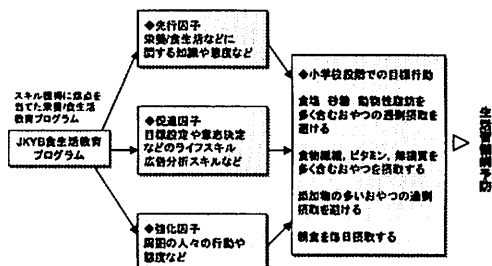 ◆先行因子
栄養/食生活などに
関する知識や態度など
スキル獲得に焦点を
当てた栄養/食生活
教育プログラム
JKYB食生活教育
プログラム
◆促進因子
目標設定や意志決定
などのライフスキル
広告分析スキルなど
◆強化因子
周囲の人々の行動や
態度など
◆小学校段階での目標行動
食塩 砂糖 動物性脂肪を
多く含むおやつの過剰摂取を
避ける
食物繊維, ビタミン, 無機質を
多く含むおやつを摂取する
添加物の多いおやつの過剰
摂取を避ける
朝食を毎日摂取する
生活習慣病予防